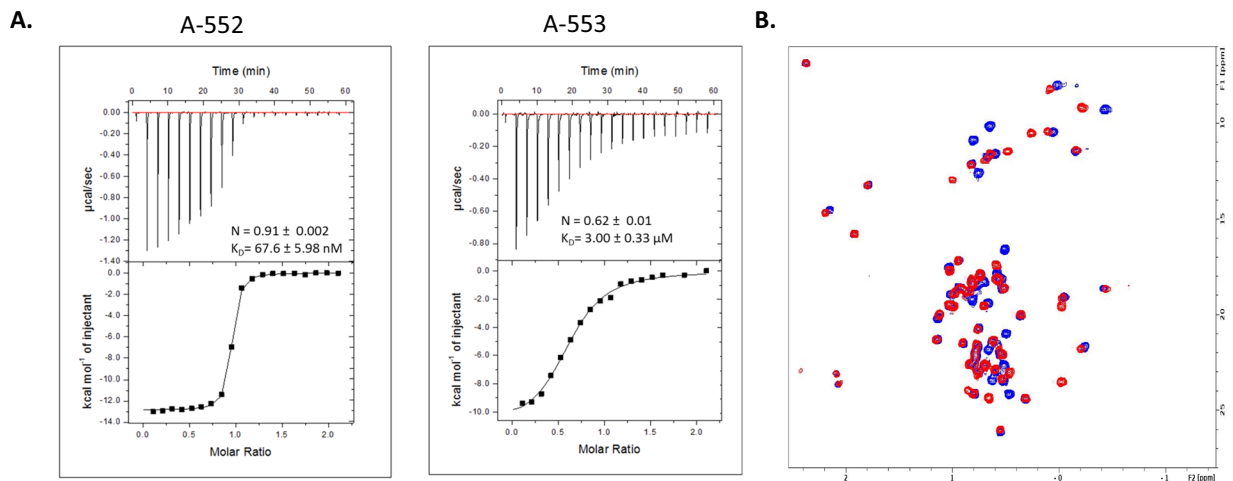 A.
A-552
Time (min)
0 10 20 30 40 50 60
0.00
-0.20
-0.40
-0.60
-0.80
-1.00
-1.20
-1.40
µcal/sec
N = 0.91 ± 0.002
K_D= 67.6 ± 5.98 nM
0.0
-2.0
-4.0
-6.0
-8.0
-10.0
-12.0
-14.0
kcal mol⁻¹ of injectant
0.0 0.5 1.0 1.5 2.0
Molar Ratio
A-553
Time (min)
0 10 20 30 40 50 60
0.00
-0.20
-0.40
-0.60
-0.80
µcal/sec
N = 0.62 ± 0.01
K_D= 3.00 ± 0.33 µM
0.0
-2.0
-4.0
-6.0
-8.0
-10.0
kcal mol⁻¹ of injectant
0.0 0.5 1.0 1.5 2.0
Molar Ratio
B.
F1 [ppm]
10
15
20
25
2 1 - 0 - 1 F2 [ppm]